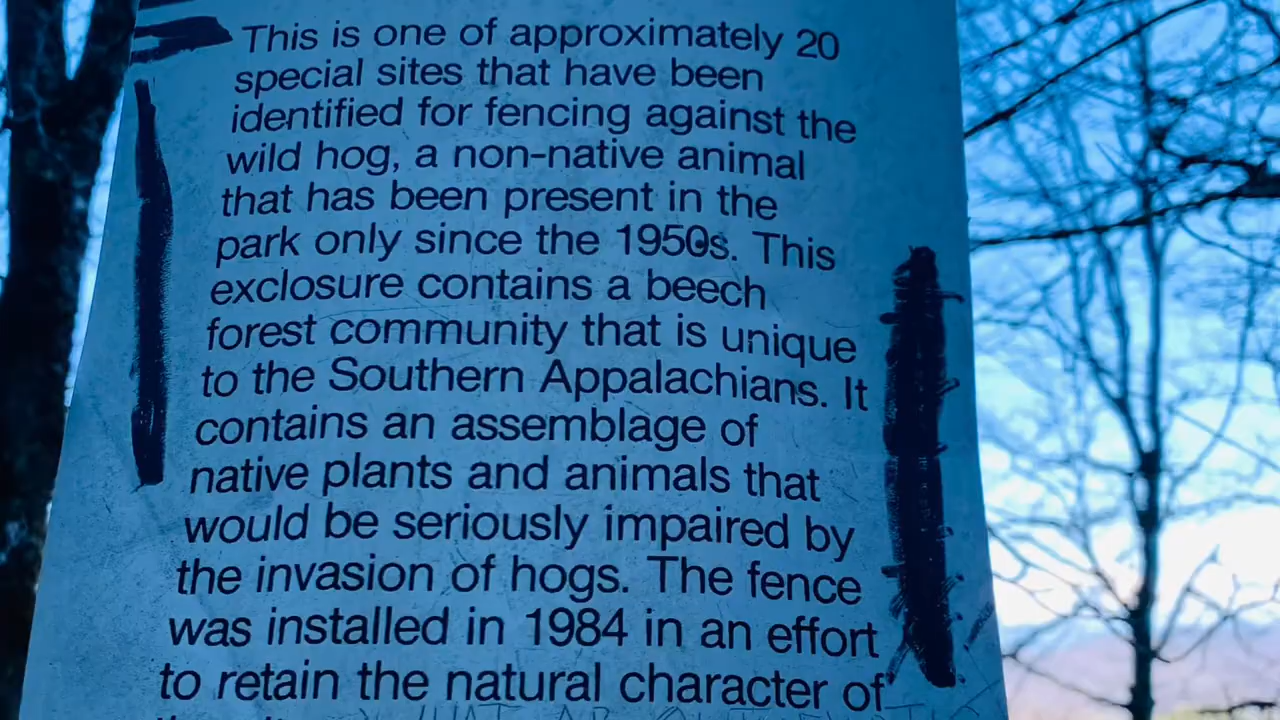 This is one of approximately 20
special sites that have been
identified for fencing against the
wild hog, a non-native animal
that has been present in the
park only since the 1950s. This
exclosure contains a beech
forest community that is unique
to the Southern Appalachians. It
contains an assemblage of
native plants and animals that
would be seriously impaired by
the invasion of hogs. The fence
was installed in 1984 in an effort
to retain the natural character of